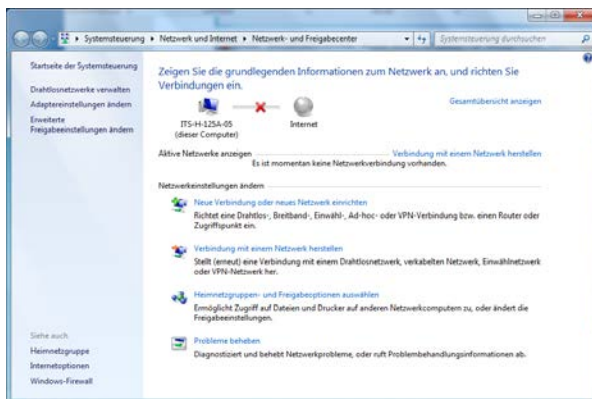 Systemsteuerung ▸ Netzwerk und Internet ▸ Netzwerk- und Freigabecenter
Systemsteuerung durchsuchen
Startseite der Systemsteuerung
Drahtlosnetzwerke verwalten
Adaptereinstellungen ändern
Erweiterte
Freigabeeinstellungen ändern
Zeigen Sie die grundlegenden Informationen zum Netzwerk an, und richten Sie
Verbindungen ein.
Gesamtübersicht anzeigen
ITS-H-125A-05
(dieser Computer)
Internet
Aktive Netzwerke anzeigen
Verbindung mit einem Netzwerk herstellen
Es ist momentan keine Netzwerkverbindung vorhanden.
Netzwerkeinstellungen ändern
Neue Verbindung oder neues Netzwerk einrichten
Richtet eine Drahtlos-, Breitband-, Einwähl-, Ad-hoc- oder VPN-Verbindung bzw. einen Router oder
Zugriffspunkt ein.
Verbindung mit einem Netzwerk herstellen
Stellt (erneut) eine Verbindung mit einem Drahtlosnetzwerk, verkabelten Netzwerk, Einwählnetzwerk
oder VPN-Netzwerk her.
Heimnetzgruppen- und Freigabeoptionen auswählen
Ermöglicht Zugriff auf Dateien und Drucker auf anderen Netzwerkcomputern zu, oder ändert die
Freigabeeinstellungen.
Probleme beheben
Diagnostiziert und behebt Netzwerkprobleme, oder ruft Problembehandlungsinformationen ab.
Siehe auch
Heimnetzgruppe
Internetoptionen
Windows-Firewall